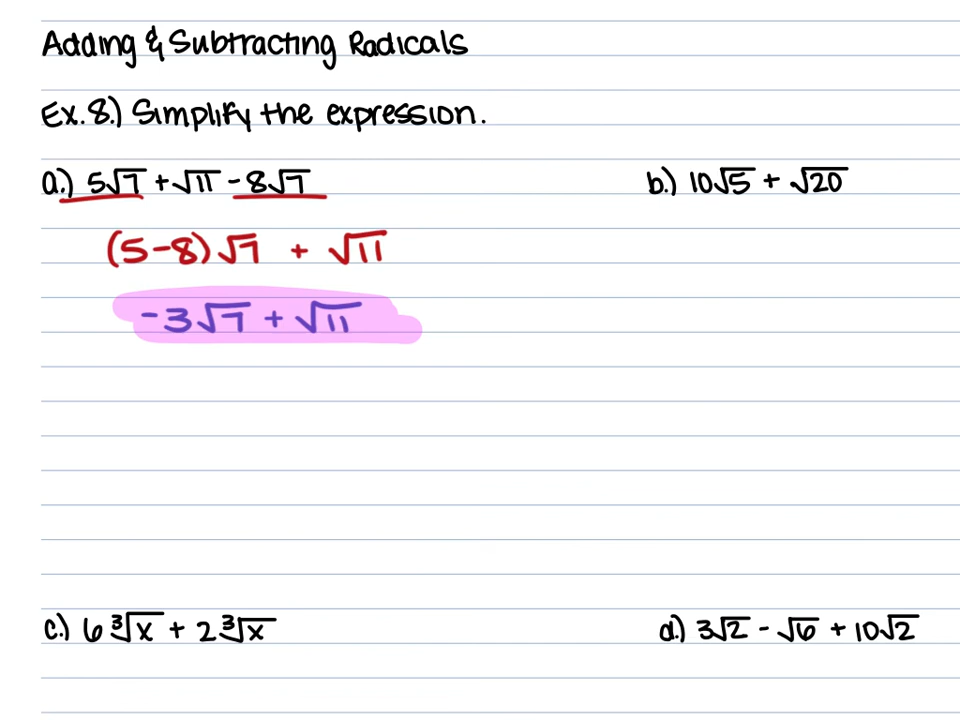 Adding & Subtracting Radicals
Ex. 8.) Simplify the expression.
a.) 5√7 + √11 - 8√7
(5-8)√7 + √11
-3√7 + √11
b.) 10√5 + √20
c.) 6∛x + 2∛x
d.) 3√2 - √6 + 10√2